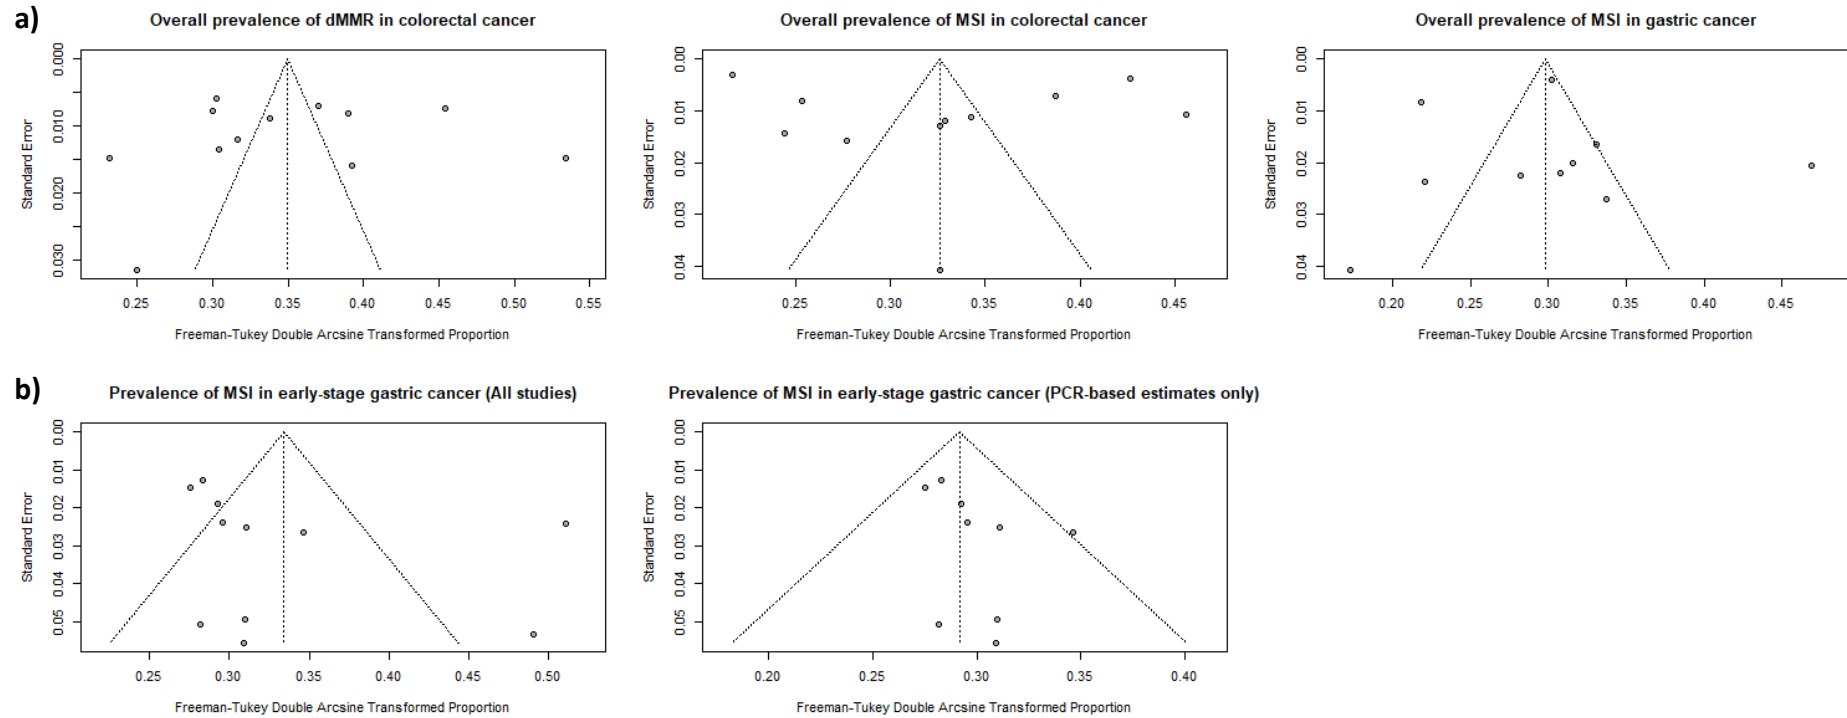 a)
Overall prevalence of dMMR in colorectal cancer
Standard Error
0.000
0.010
0.020
0.030
0.25 0.30 0.35 0.40 0.45 0.50 0.55
Freeman-Tukey Double Arcsine Transformed Proportion
Overall prevalence of MSI in colorectal cancer
Standard Error
0.00
0.01
0.02
0.03
0.04
0.25 0.30 0.35 0.40 0.45
Freeman-Tukey Double Arcsine Transformed Proportion
Overall prevalence of MSI in gastric cancer
Standard Error
0.00
0.01
0.02
0.03
0.04
0.20 0.25 0.30 0.35 0.40 0.45
Freeman-Tukey Double Arcsine Transformed Proportion
b)
Prevalence of MSI in early-stage gastric cancer (All studies)
Standard Error
0.00
0.01
0.02
0.03
0.04
0.05
0.25 0.30 0.35 0.40 0.45 0.50
Freeman-Tukey Double Arcsine Transformed Proportion
Prevalence of MSI in early-stage gastric cancer (PCR-based estimates only)
Standard Error
0.00
0.01
0.02
0.03
0.04
0.05
0.20 0.25 0.30 0.35 0.40
Freeman-Tukey Double Arcsine Transformed Proportion